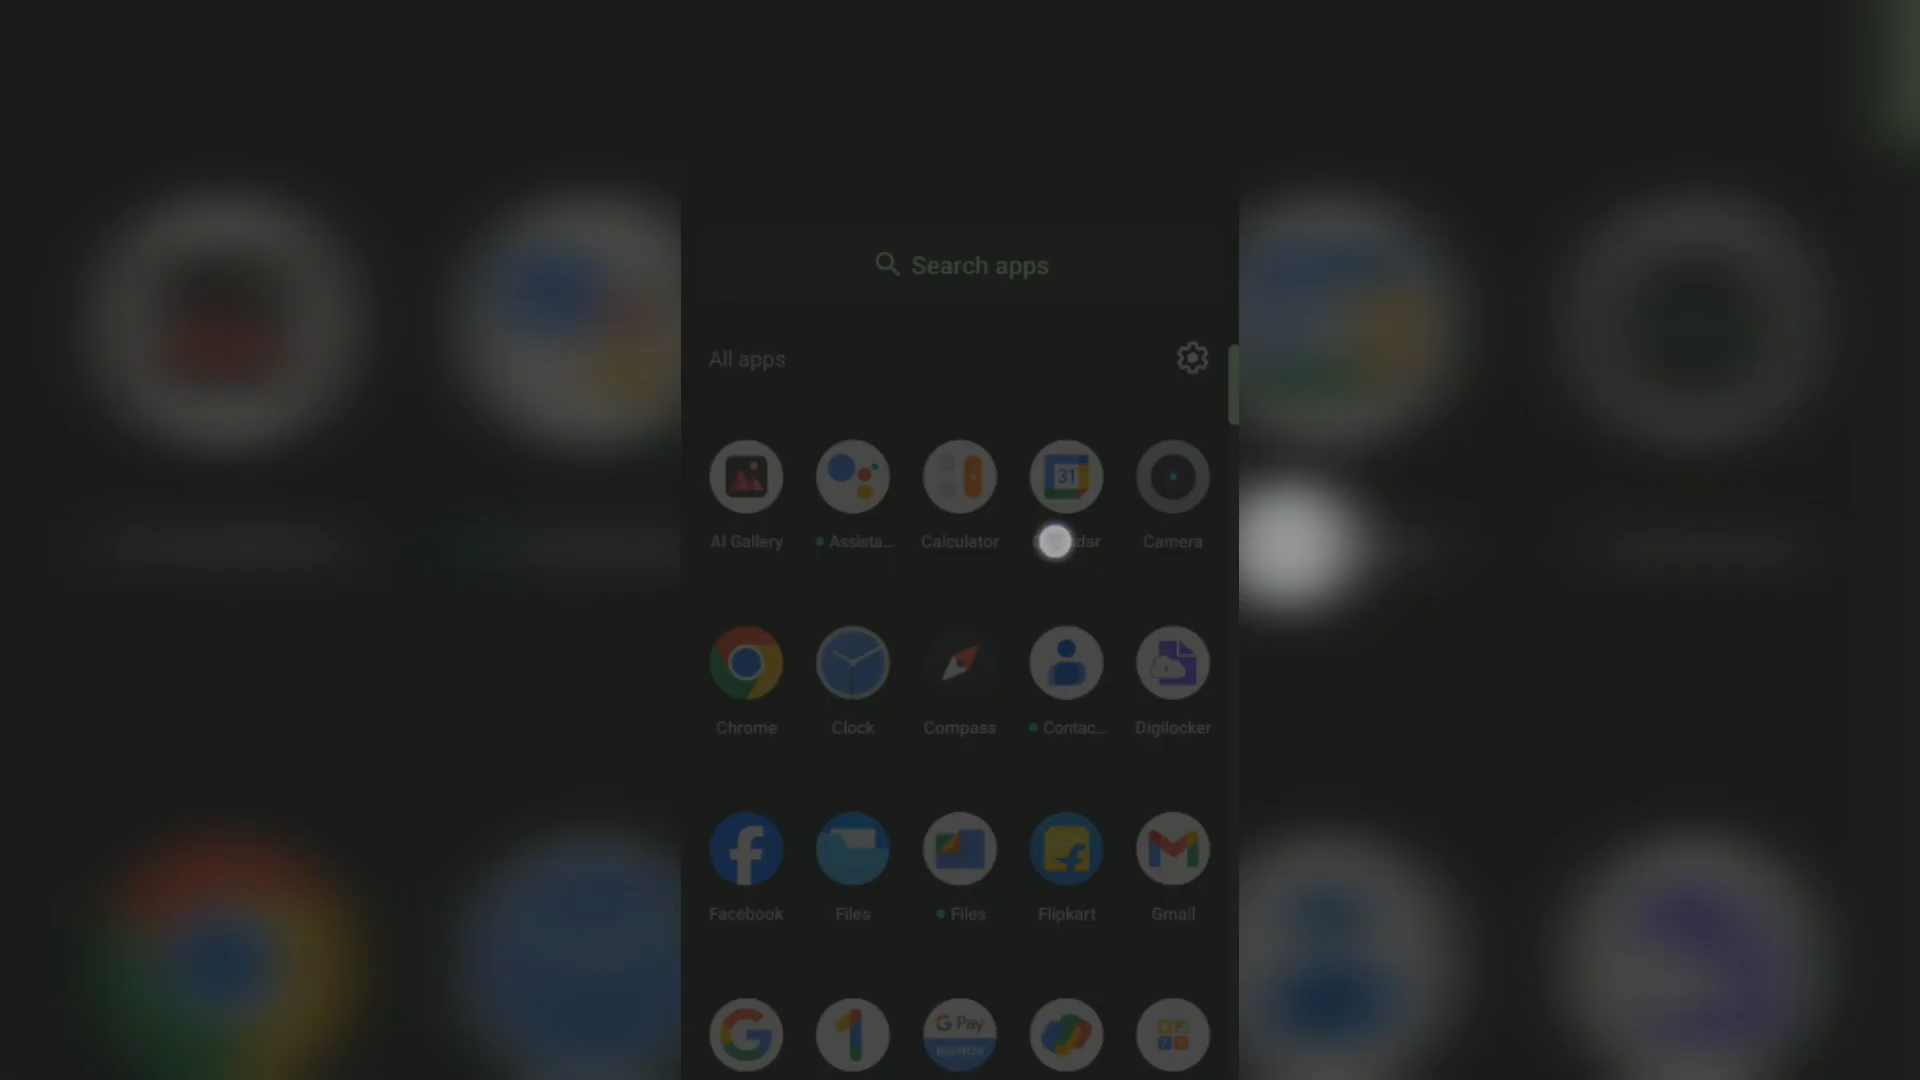 Search apps
All apps
31
AI Gallery Assista... Calculator Camera
Chrome Clock Compass Contac... Digilocker
Facebook Files Files Flipkart Gmail
G Pay